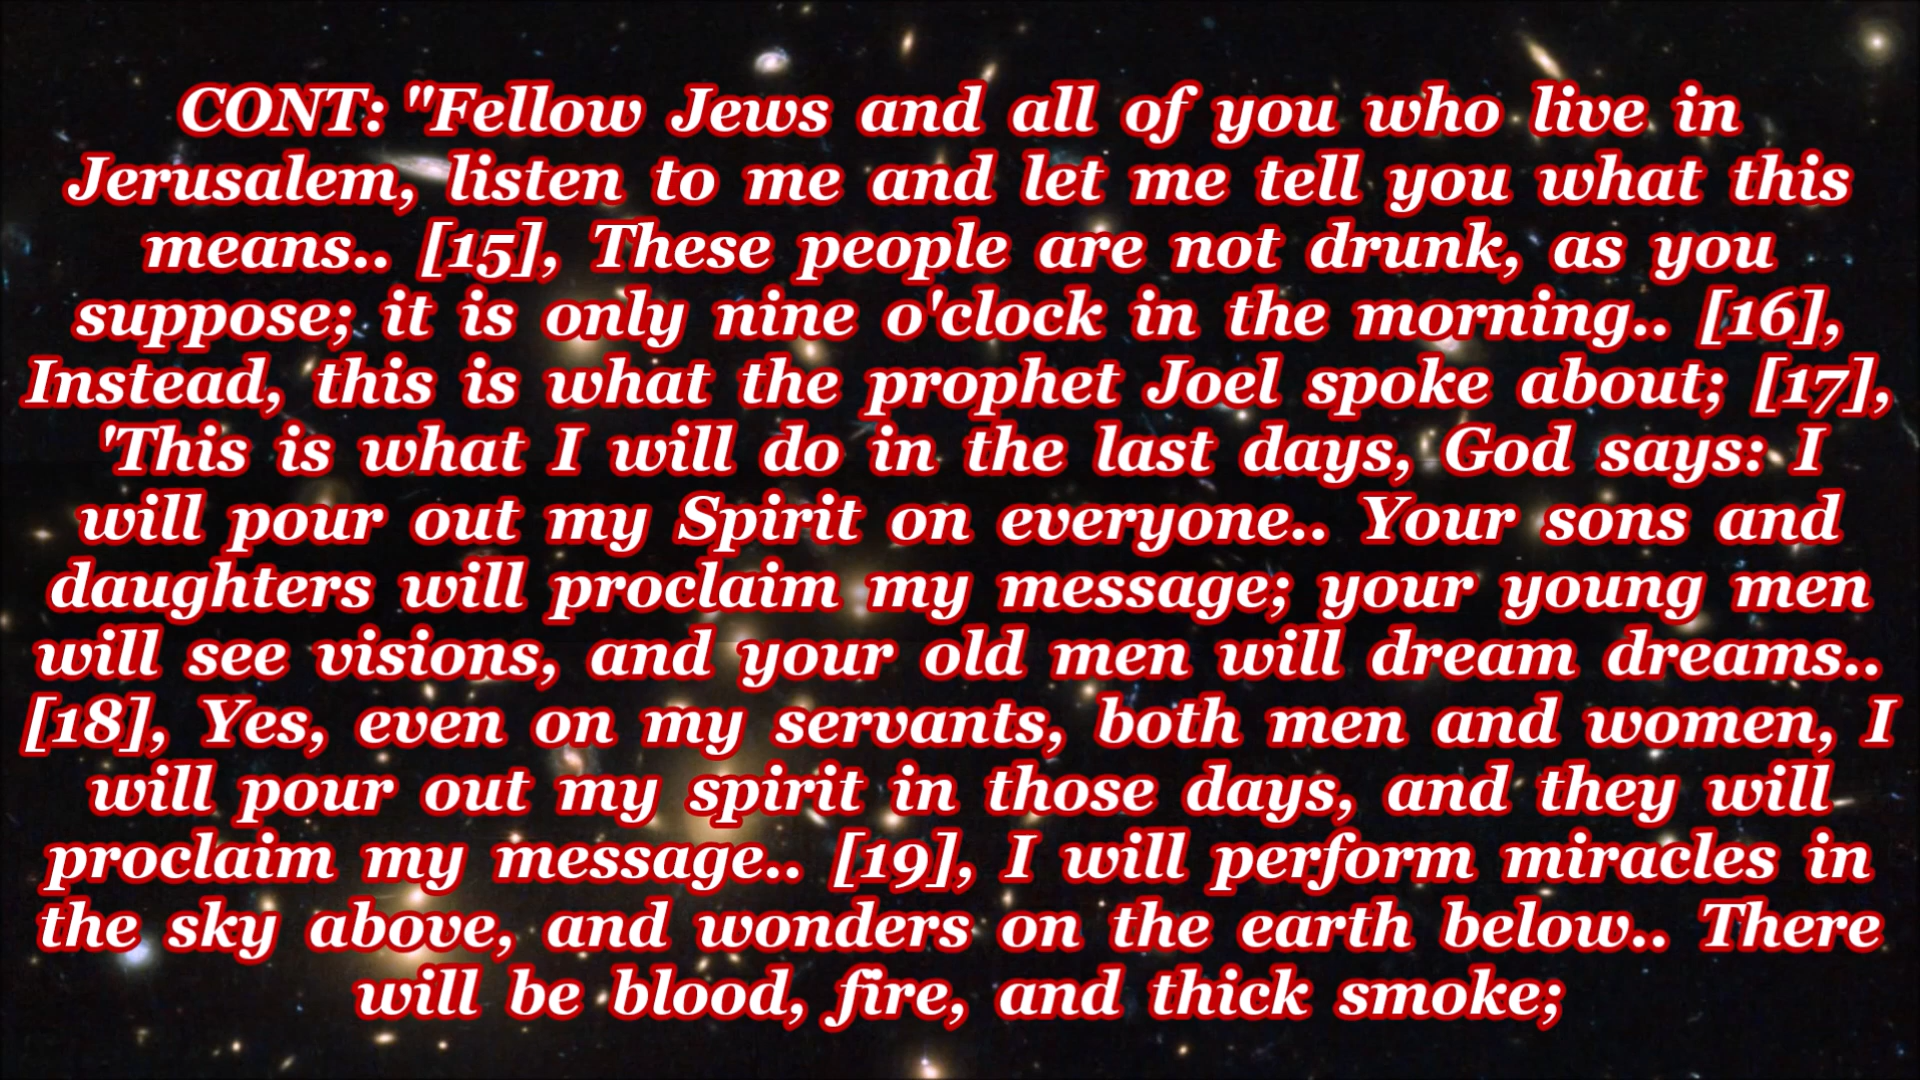 CONT: "Fellow Jews and all of you who live in
Jerusalem, listen to me and let me tell you what this
means.. [15], These people are not drunk, as you
suppose; it is only nine o'clock in the morning.. [16],
Instead, this is what the prophet Joel spoke about; [17],
'This is what I will do in the last days, God says: I
will pour out my Spirit on everyone.. Your sons and
daughters will proclaim my message; your young men
will see visions, and your old men will dream dreams..
[18], Yes, even on my servants, both men and women, I
will pour out my spirit in those days, and they will
proclaim my message.. [19], I will perform miracles in
the sky above, and wonders on the earth below.. There
will be blood, fire, and thick smoke;